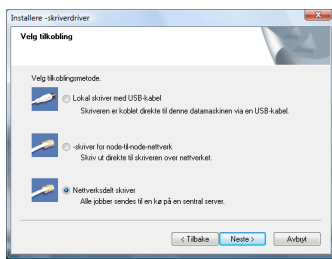 Installere -skriverdriver
Velg tilkobling
Velg tilkoblingsmetode.
Lokal skriver med USB-kabel
Skriveren er koblet direkte til denne datamaskinen via en USB-kabel.
-skriver for node-til-node-nettverk
Skriv ut direkte til skriveren over nettverket.
Nettverksdelt skriver
Alle jobber sendes til en kø på en sentral server.
< Tilbake Neste > Avbryt